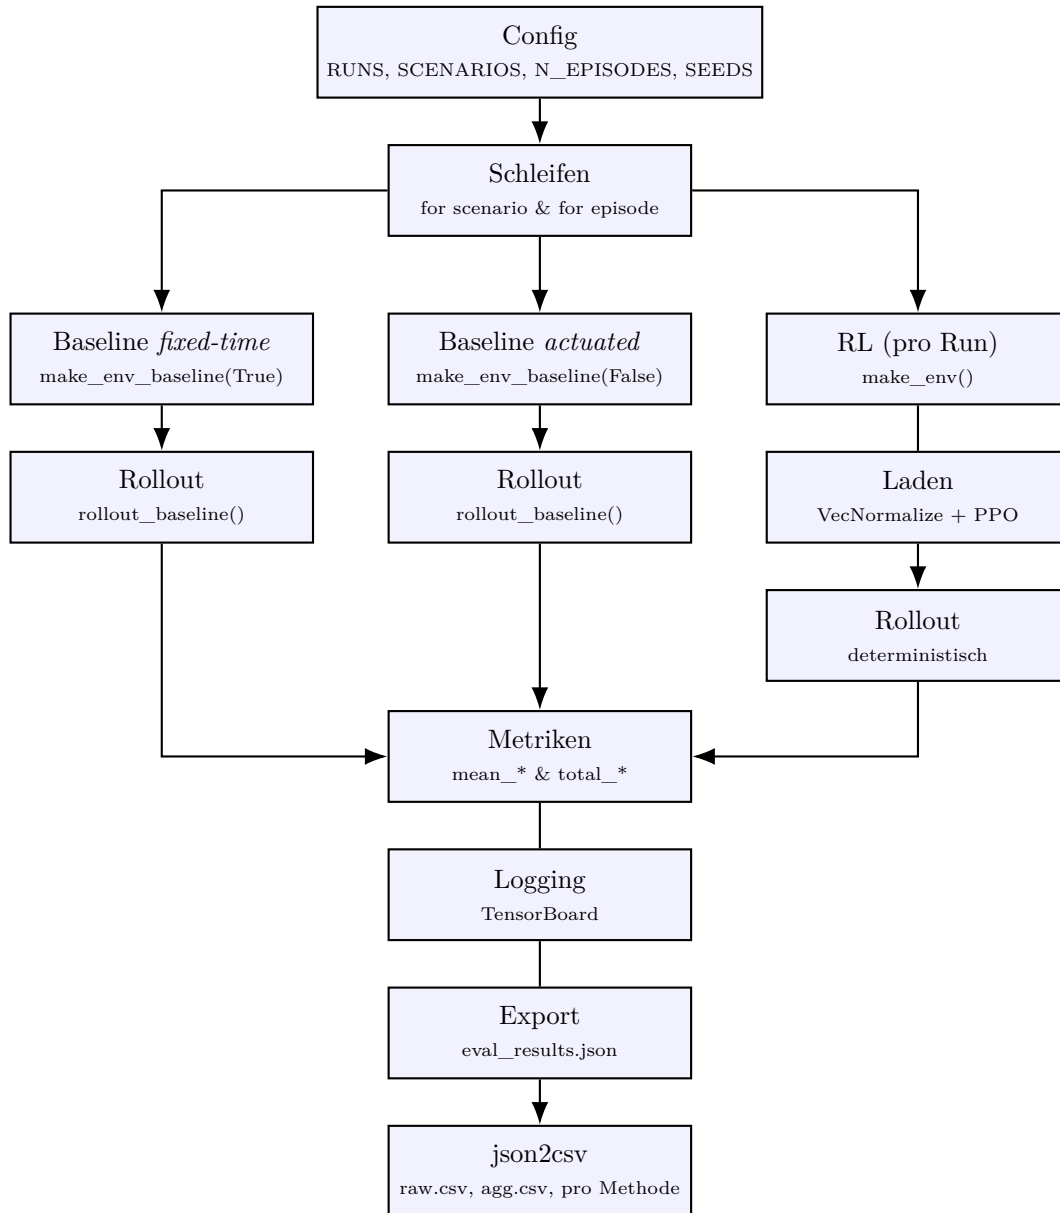 Config
RUNS, SCENARIOS, N_EPISODES, SEEDS
Schleifen
for scenario & for episode
Baseline fixed-time
make_env_baseline(True)
Baseline actuated
make_env_baseline(False)
RL (pro Run)
make_env()
Rollout
rollout_baseline()
Rollout
rollout_baseline()
Laden
VecNormalize + PPO
Rollout
deterministisch
Metriken
mean_* & total_*
Logging
TensorBoard
Export
eval_results.json
json2csv
raw.csv, agg.csv, pro Methode